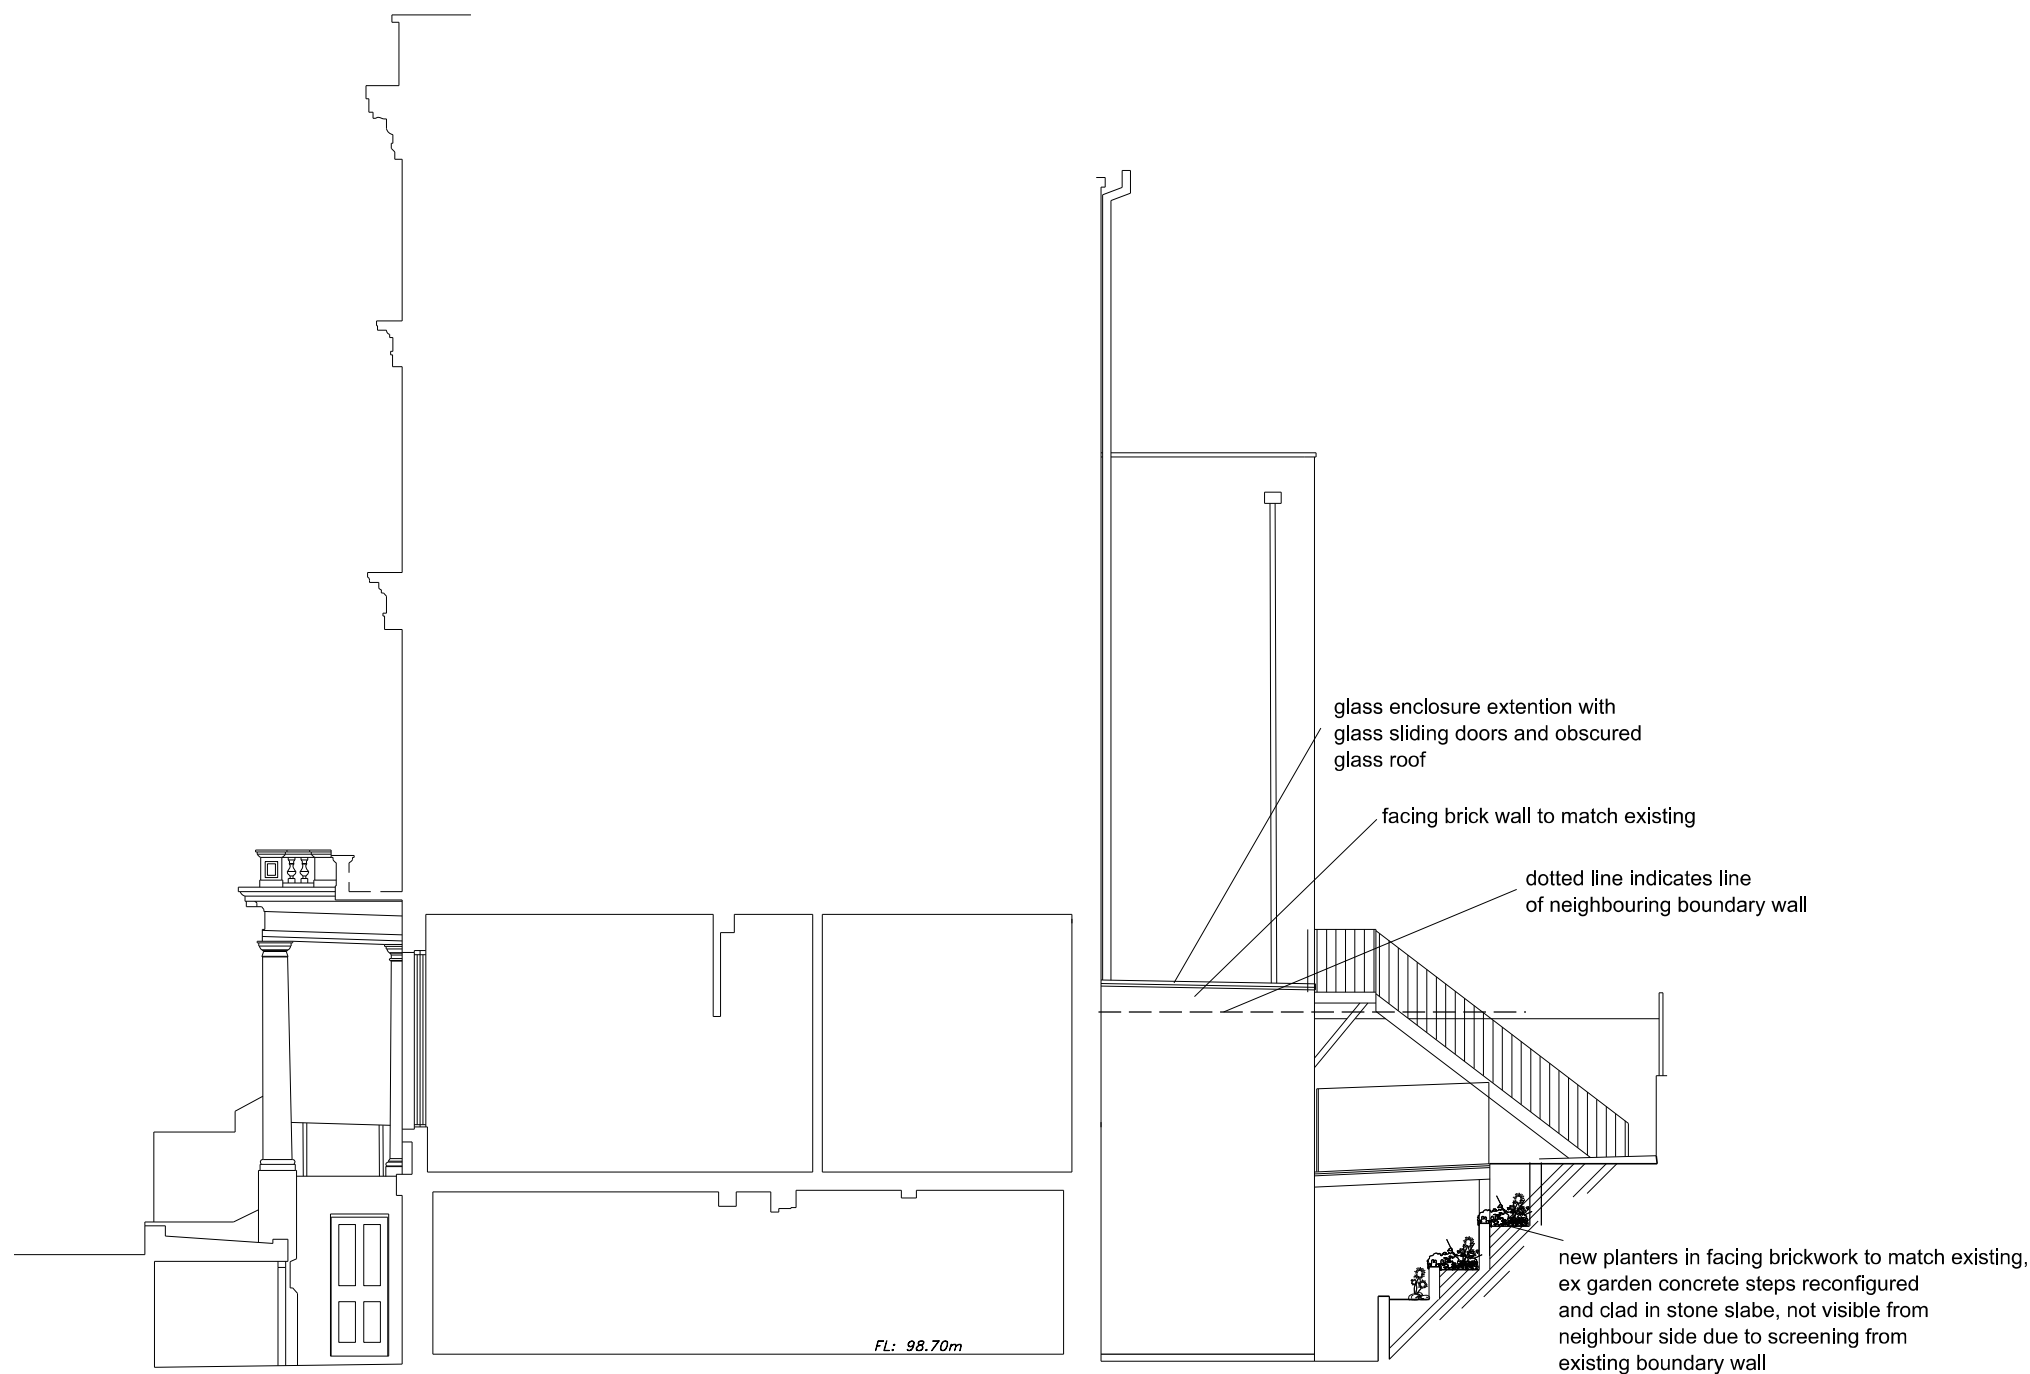 glass enclosure extention with
glass sliding doors and obscured
glass roof
facing brick wall to match existing
dotted line indicates line
of neighbouring boundary wall
new planters in facing brickwork to match existing,
ex garden concrete steps reconfigured
and clad in stone slabe, not visible from
neighbour side due to screening from
existing boundary wall
FL: 98.70m